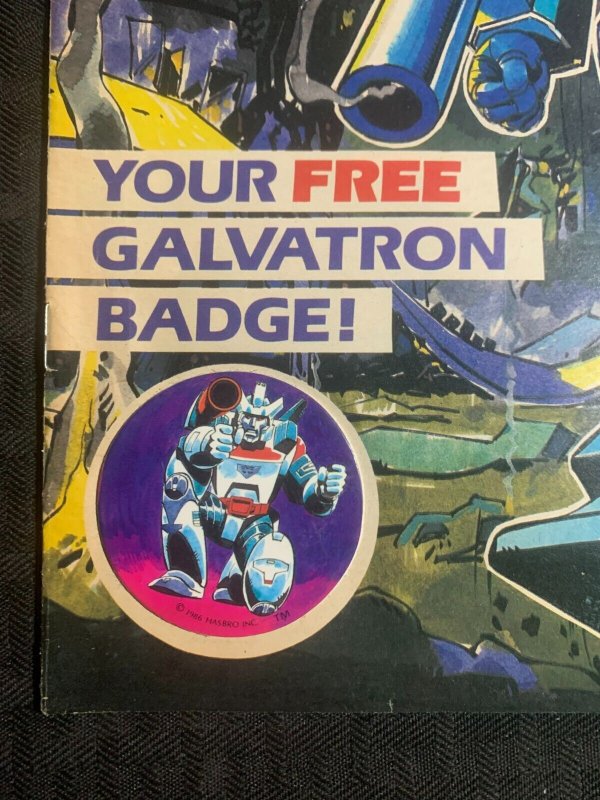 YOUR FREE
GALVATRON
BADGE!
© 1986 HASBRO INC. TM